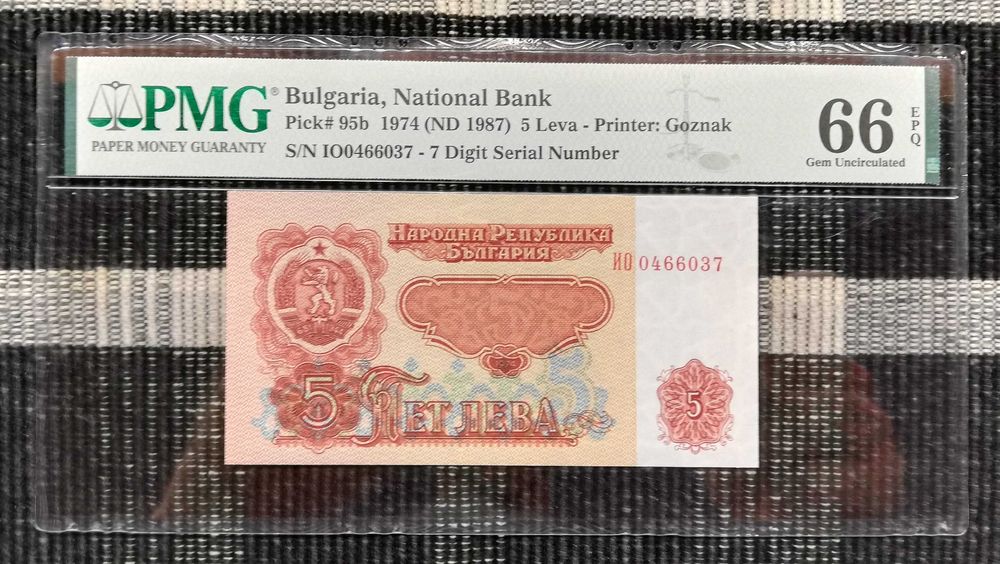 PMG®
PAPER MONEY GUARANTY
Bulgaria, National Bank
Pick# 95b 1974 (ND 1987) 5 Leva - Printer: Goznak
S/N IO0466037 - 7 Digit Serial Number
66
EPQ
Gem Uncirculated
НАРОДНА РЕПУБЛИКА
БЪЛГАРИЯ
ИО 0466037
5 ПЕТ ЛЕВА 5
5